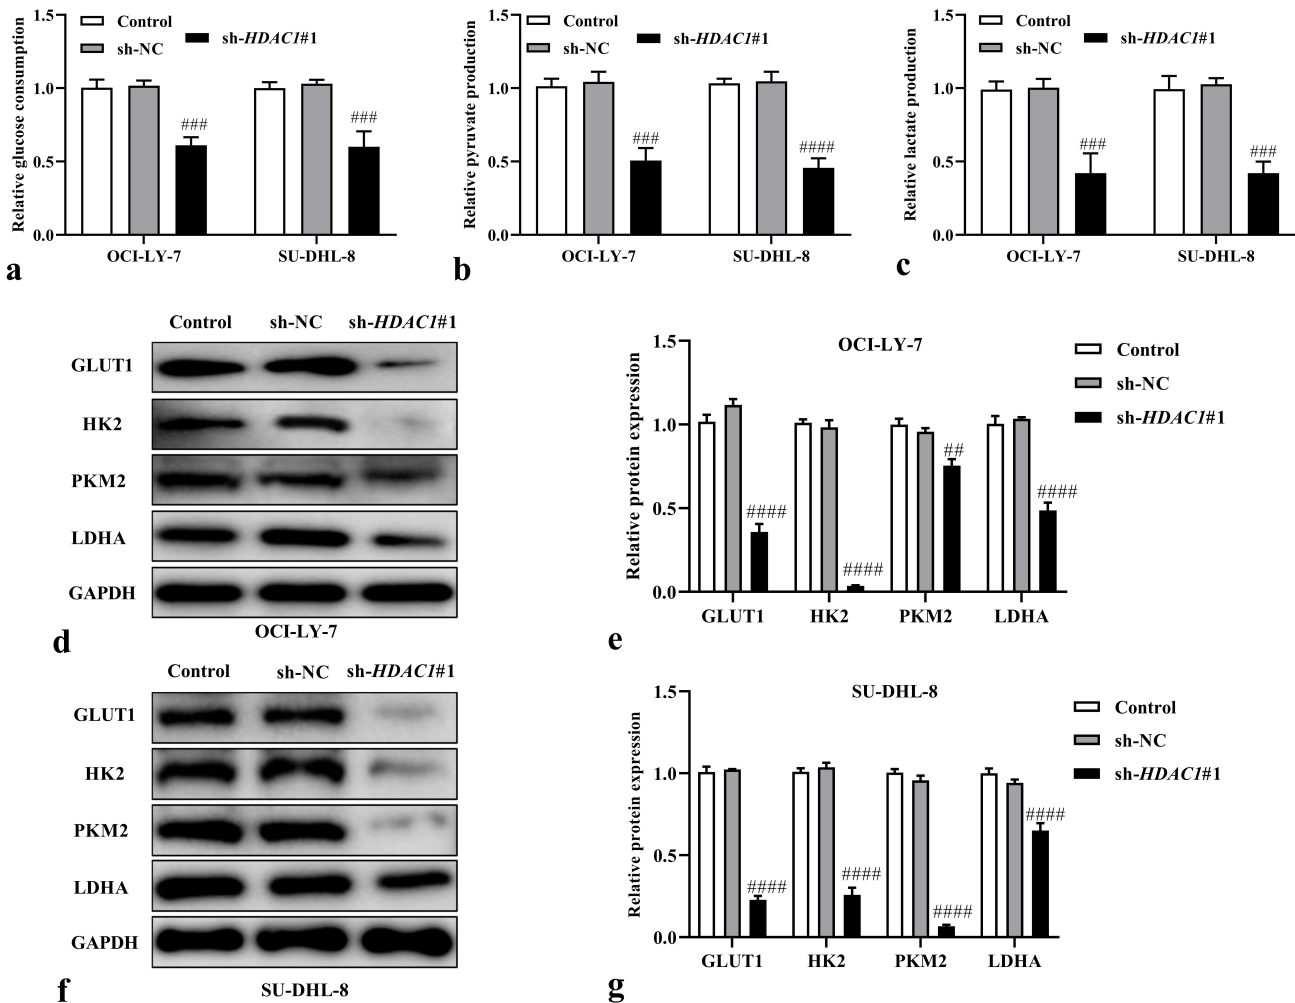 Relative glucose consumption
1.5
1.0
0.5
0.0
Control
sh-NC
sh-HDAC1#1
###
###
OCI-LY-7
SU-DHL-8
a
Relative pyruvate production
1.5
1.0
0.5
0.0
Control
sh-NC
sh-HDAC1#1
###
####
OCI-LY-7
SU-DHL-8
b
Relative lactate production
1.5
1.0
0.5
0.0
Control
sh-NC
sh-HDAC1#1
###
###
OCI-LY-7
SU-DHL-8
c
Control sh-NC sh-HDAC1#1
GLUT1
HK2
PKM2
LDHA
GAPDH
OCI-LY-7
d
Relative protein expression
1.5
1.0
0.5
0.0
OCI-LY-7
Control
sh-NC
sh-HDAC1#1
####
####
##
####
GLUT1
HK2
PKM2
LDHA
e
Control sh-NC sh-HDAC1#1
GLUT1
HK2
PKM2
LDHA
GAPDH
SU-DHL-8
f
Relative protein expression
1.5
1.0
0.5
0.0
SU-DHL-8
Control
sh-NC
sh-HDAC1#1
####
####
####
####
GLUT1
HK2
PKM2
LDHA
g